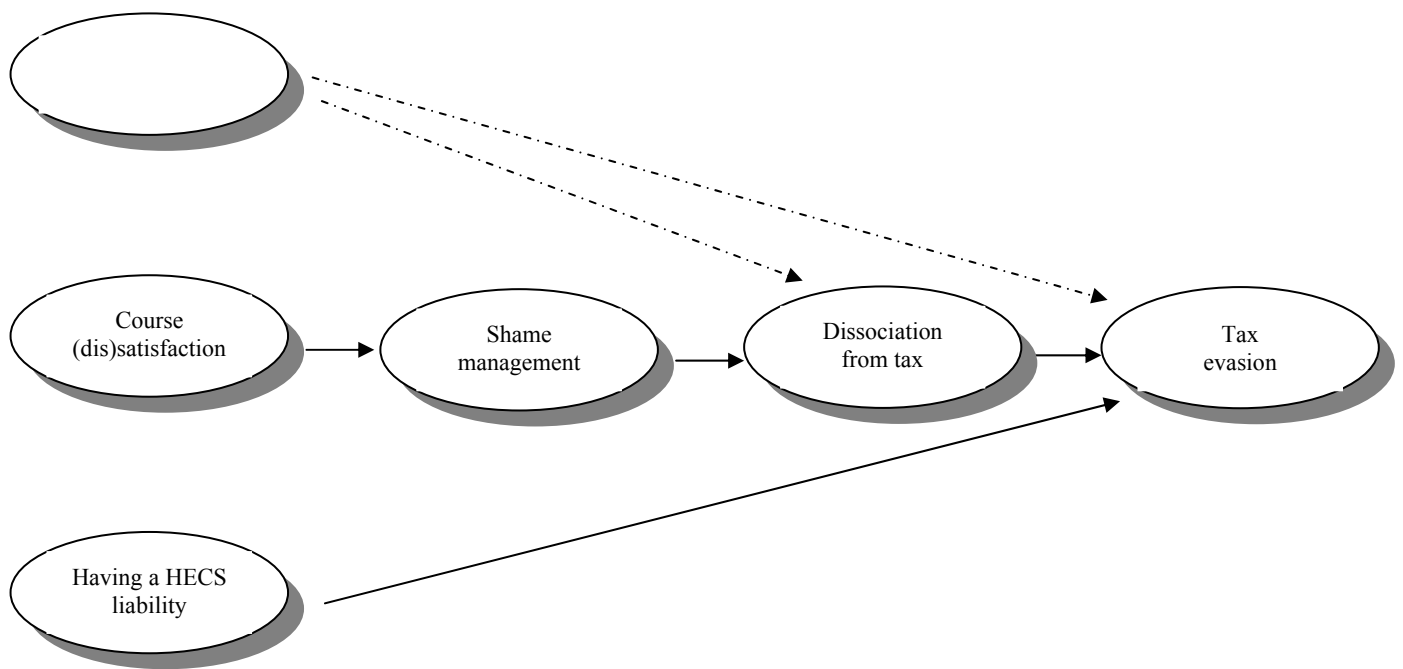 Course
(dis)satisfaction
Shame
management
Dissociation
from tax
Tax
evasion
Having a HECS
liability